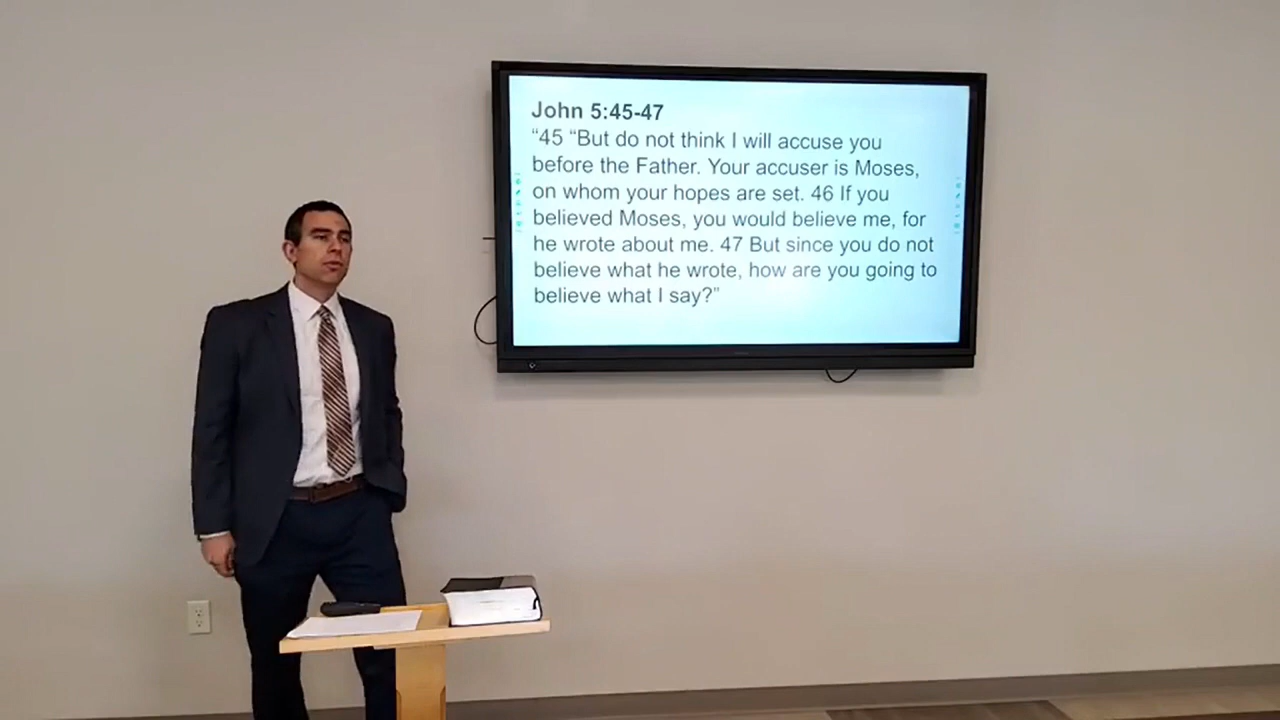 John 5:45-47
“45 “But do not think I will accuse you
before the Father. Your accuser is Moses,
on whom your hopes are set. 46 If you
believed Moses, you would believe me, for
he wrote about me. 47 But since you do not
believe what he wrote, how are you going to
believe what I say?”